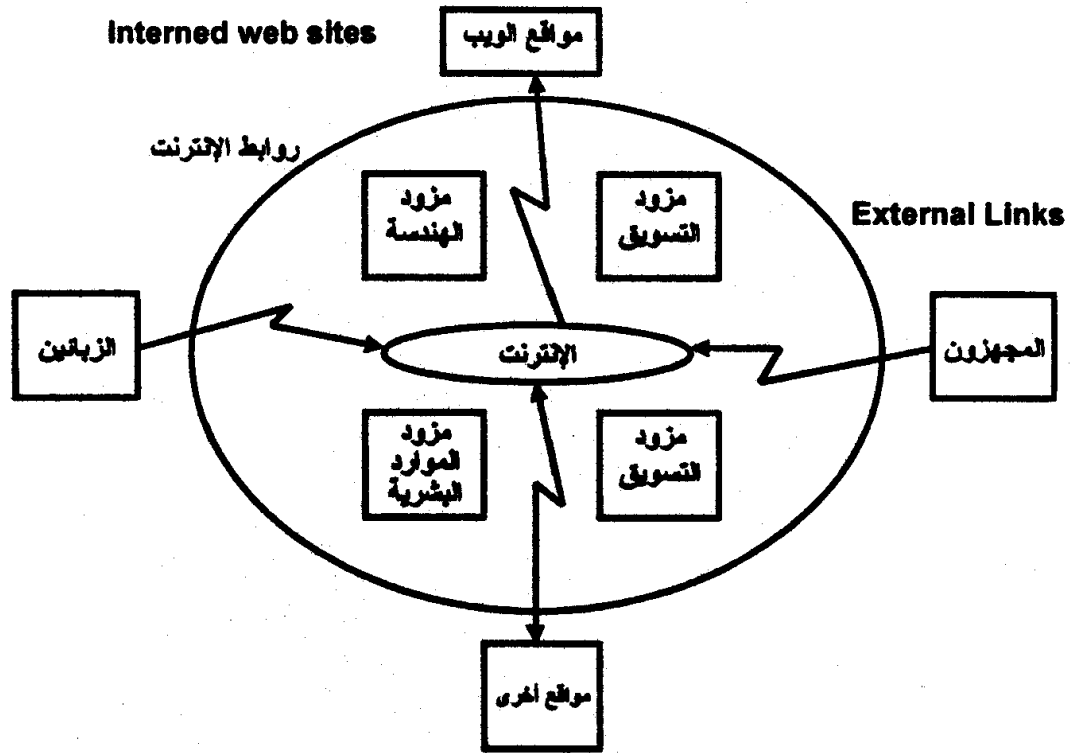 Interned web sites
مواقع الويب
روابط الإنترنت
مزود
الهندسة
مزود
التسويق
External Links
الزبائين
الإنترنت
المجهزون
مزود
الموارد
البشرية
مزود
التسويق
مواقع أخرى